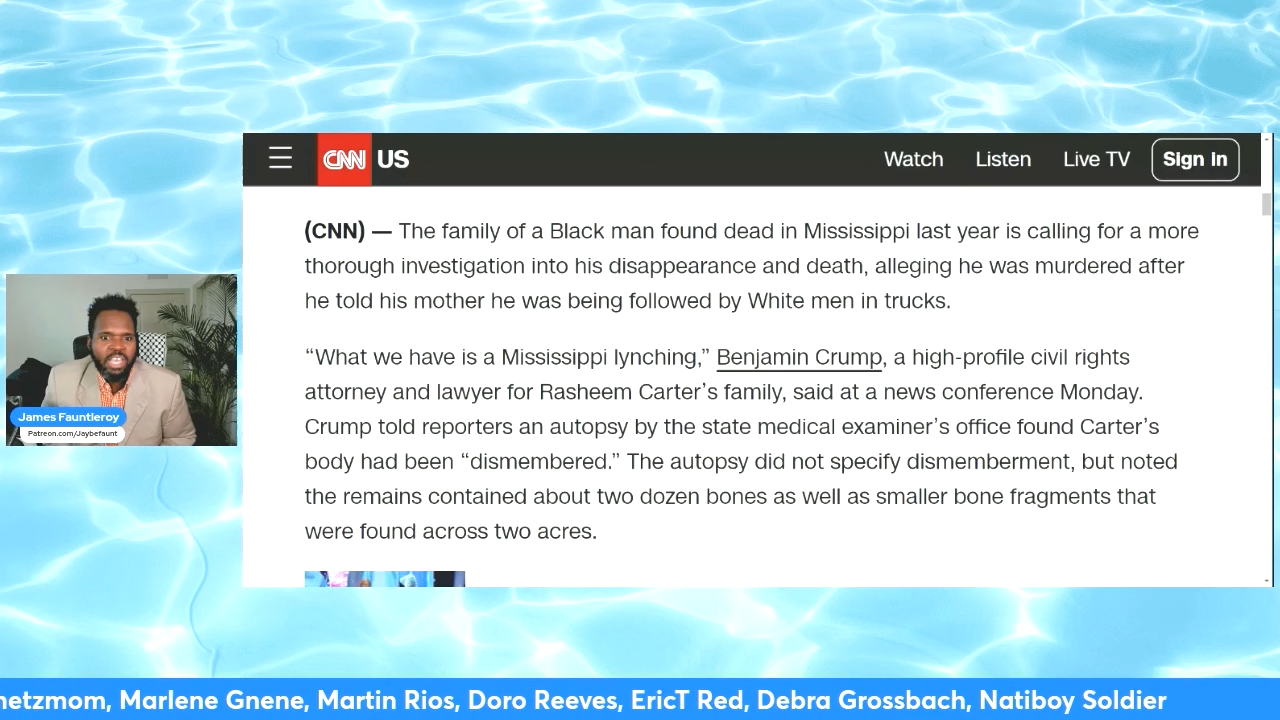 CNN US Watch Listen Live TV Sign in
(CNN) — The family of a Black man found dead in Mississippi last year is calling for a more
thorough investigation into his disappearance and death, alleging he was murdered after
he told his mother he was being followed by White men in trucks.
“What we have is a Mississippi lynching,” Benjamin Crump, a high-profile civil rights
attorney and lawyer for Rasheem Carter’s family, said at a news conference Monday.
Crump told reporters an autopsy by the state medical examiner’s office found Carter’s
body had been “dismembered.” The autopsy did not specify dismemberment, but noted
the remains contained about two dozen bones as well as smaller bone fragments that
were found across two acres.
James Fauntleroy
Patreon.com/Jaybefaunt
netzmom, Marlene Gnene, Martin Rios, Doro Reeves, EricT Red, Debra Grossbach, Natiboy Soldier